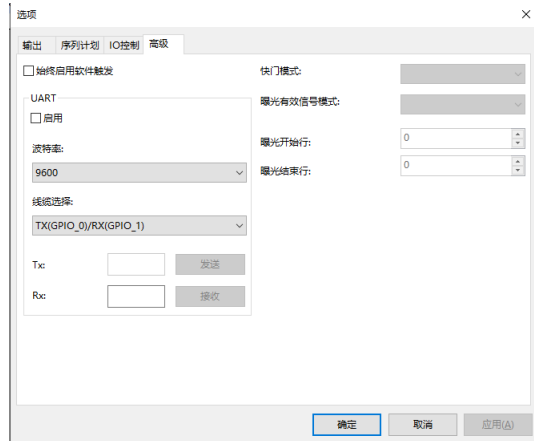 选项
输出 序列计划 IO控制 高级
始终启用软件触发
UART
启用
波特率:
9600
线缆选择:
TX(GPIO_0)/RX(GPIO_1)
Tx: 发送
Rx: 接收
快门模式:
曝光有效信号模式:
曝光开始行: 0
曝光结束行: 0
确定 取消 应用(A)